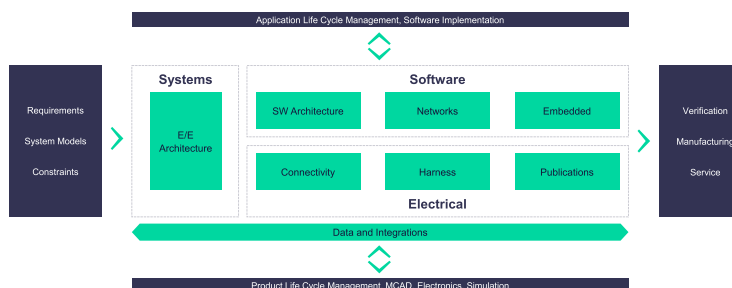 Application Life Cycle Management, Software Implementation
Requirements
System Models
Constraints
Systems
E/E
Architecture
Software
SW Architecture
Networks
Embedded
Connectivity
Harness
Publications
Electrical
Verification
Manufacturing
Service
Data and Integrations
Product Life Cycle Management, MCAD, Electronics, Simulation